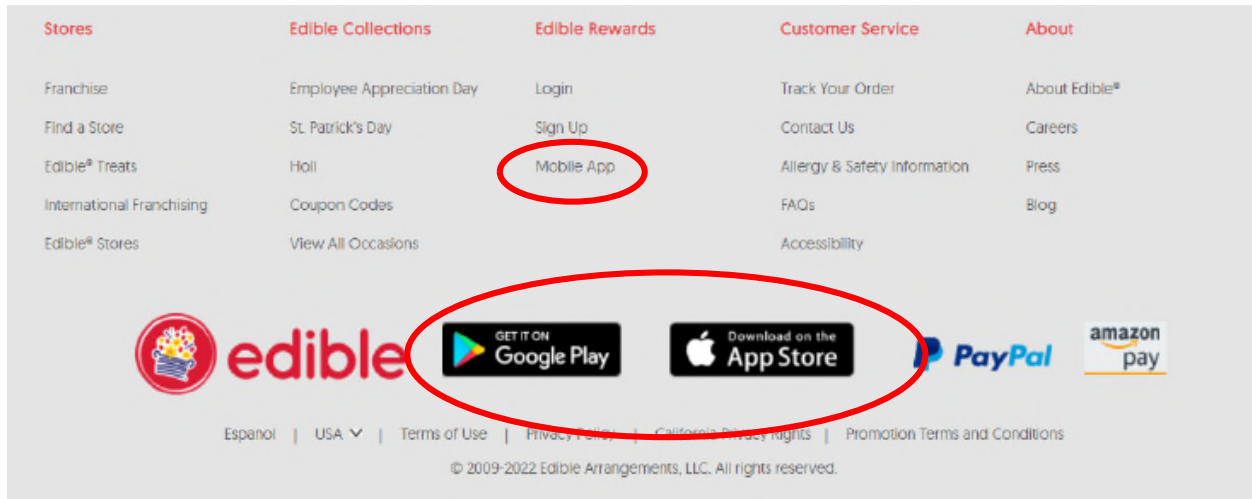 Stores Edible Collections Edible Rewards Customer Service About
Franchise Employee Appreciation Day Login Track Your Order About Edible®
Find a Store St. Patrick's Day Sign Up Contact Us Careers
Edible® Treats Holi Mobile App Allergy & Safety Information Press
International Franchising Coupon Codes FAQs Blog
Edible® Stores View All Occasions Accessibility
edible GET IT ON Google Play Download on the App Store PayPal amazon pay
Espanol | USA | Terms of Use | Privacy Policy | California Privacy Rights | Promotion Terms and Conditions
© 2009-2022 Edible Arrangements, LLC. All rights reserved.